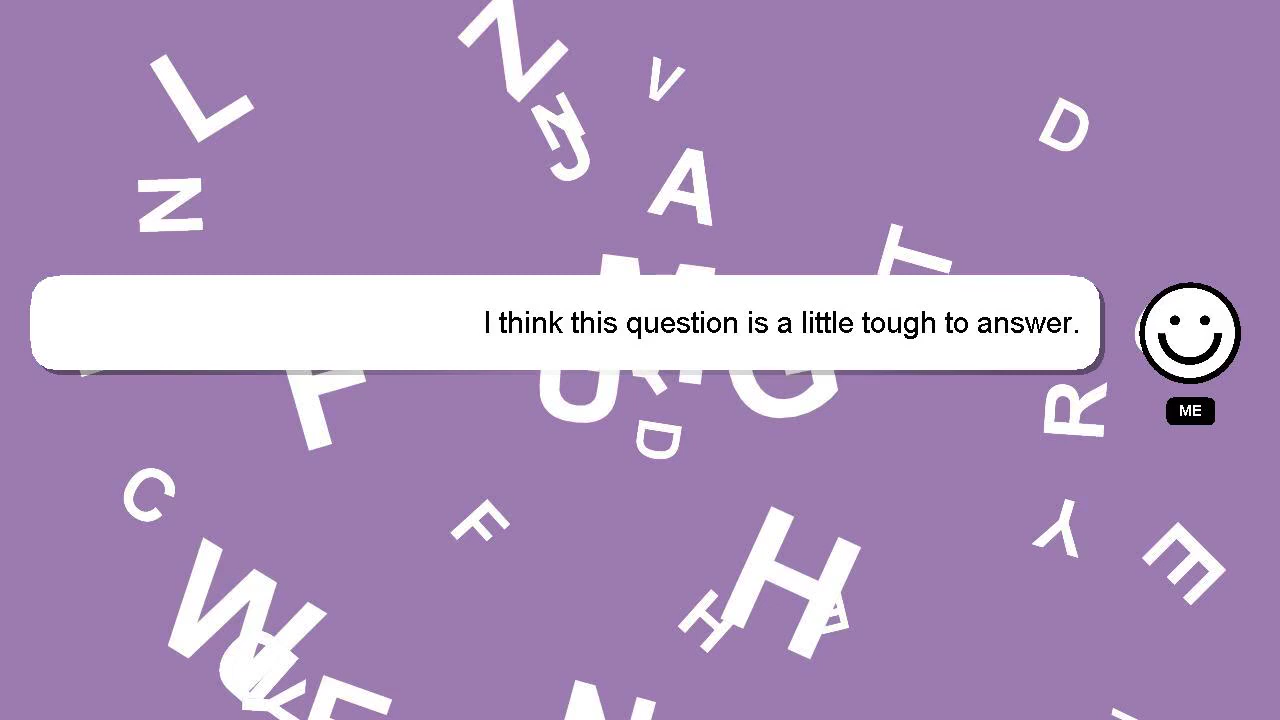 L
N
V
N
J
D
A
N
T
I think this question is a little tough to answer.
ME
F
U
G
R
D
C
F
Y
E
H
W
H
A
E
N